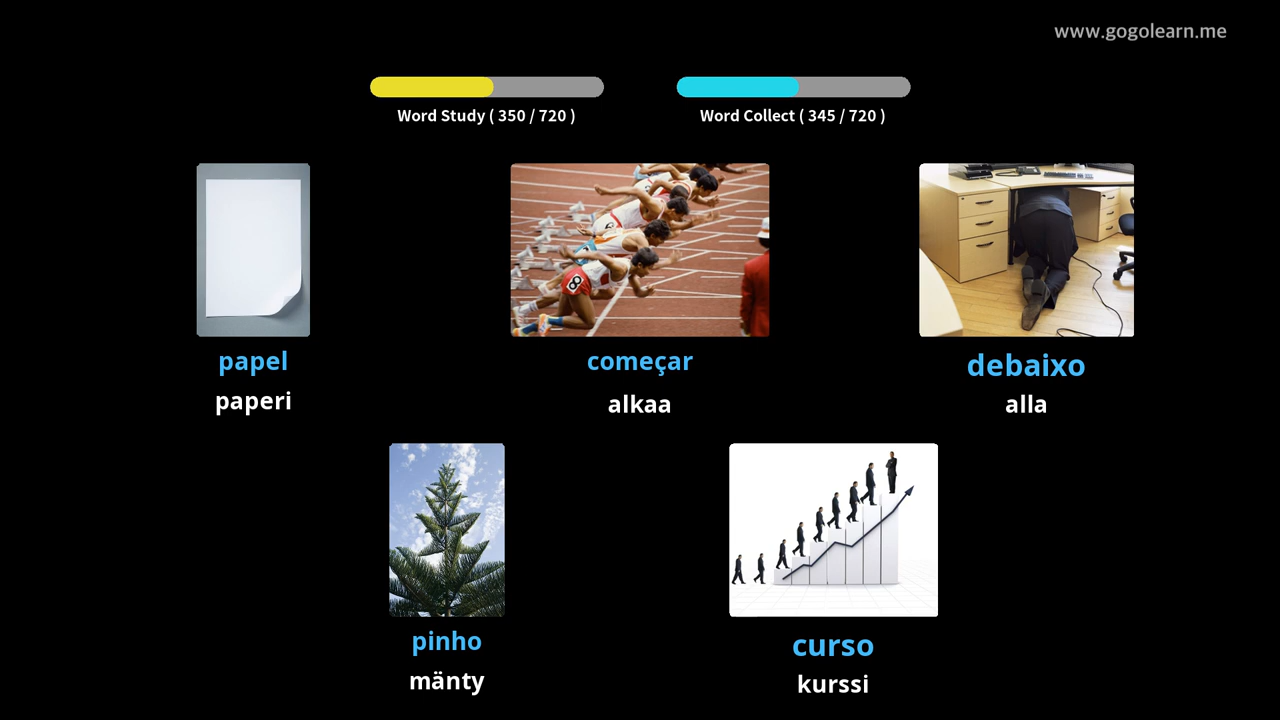 www.gogolearn.me
Word Study ( 350 / 720 )
Word Collect ( 345 / 720 )
papel
paperi
começar
alkaa
debaixo
alla
pinho
mänty
curso
kurssi